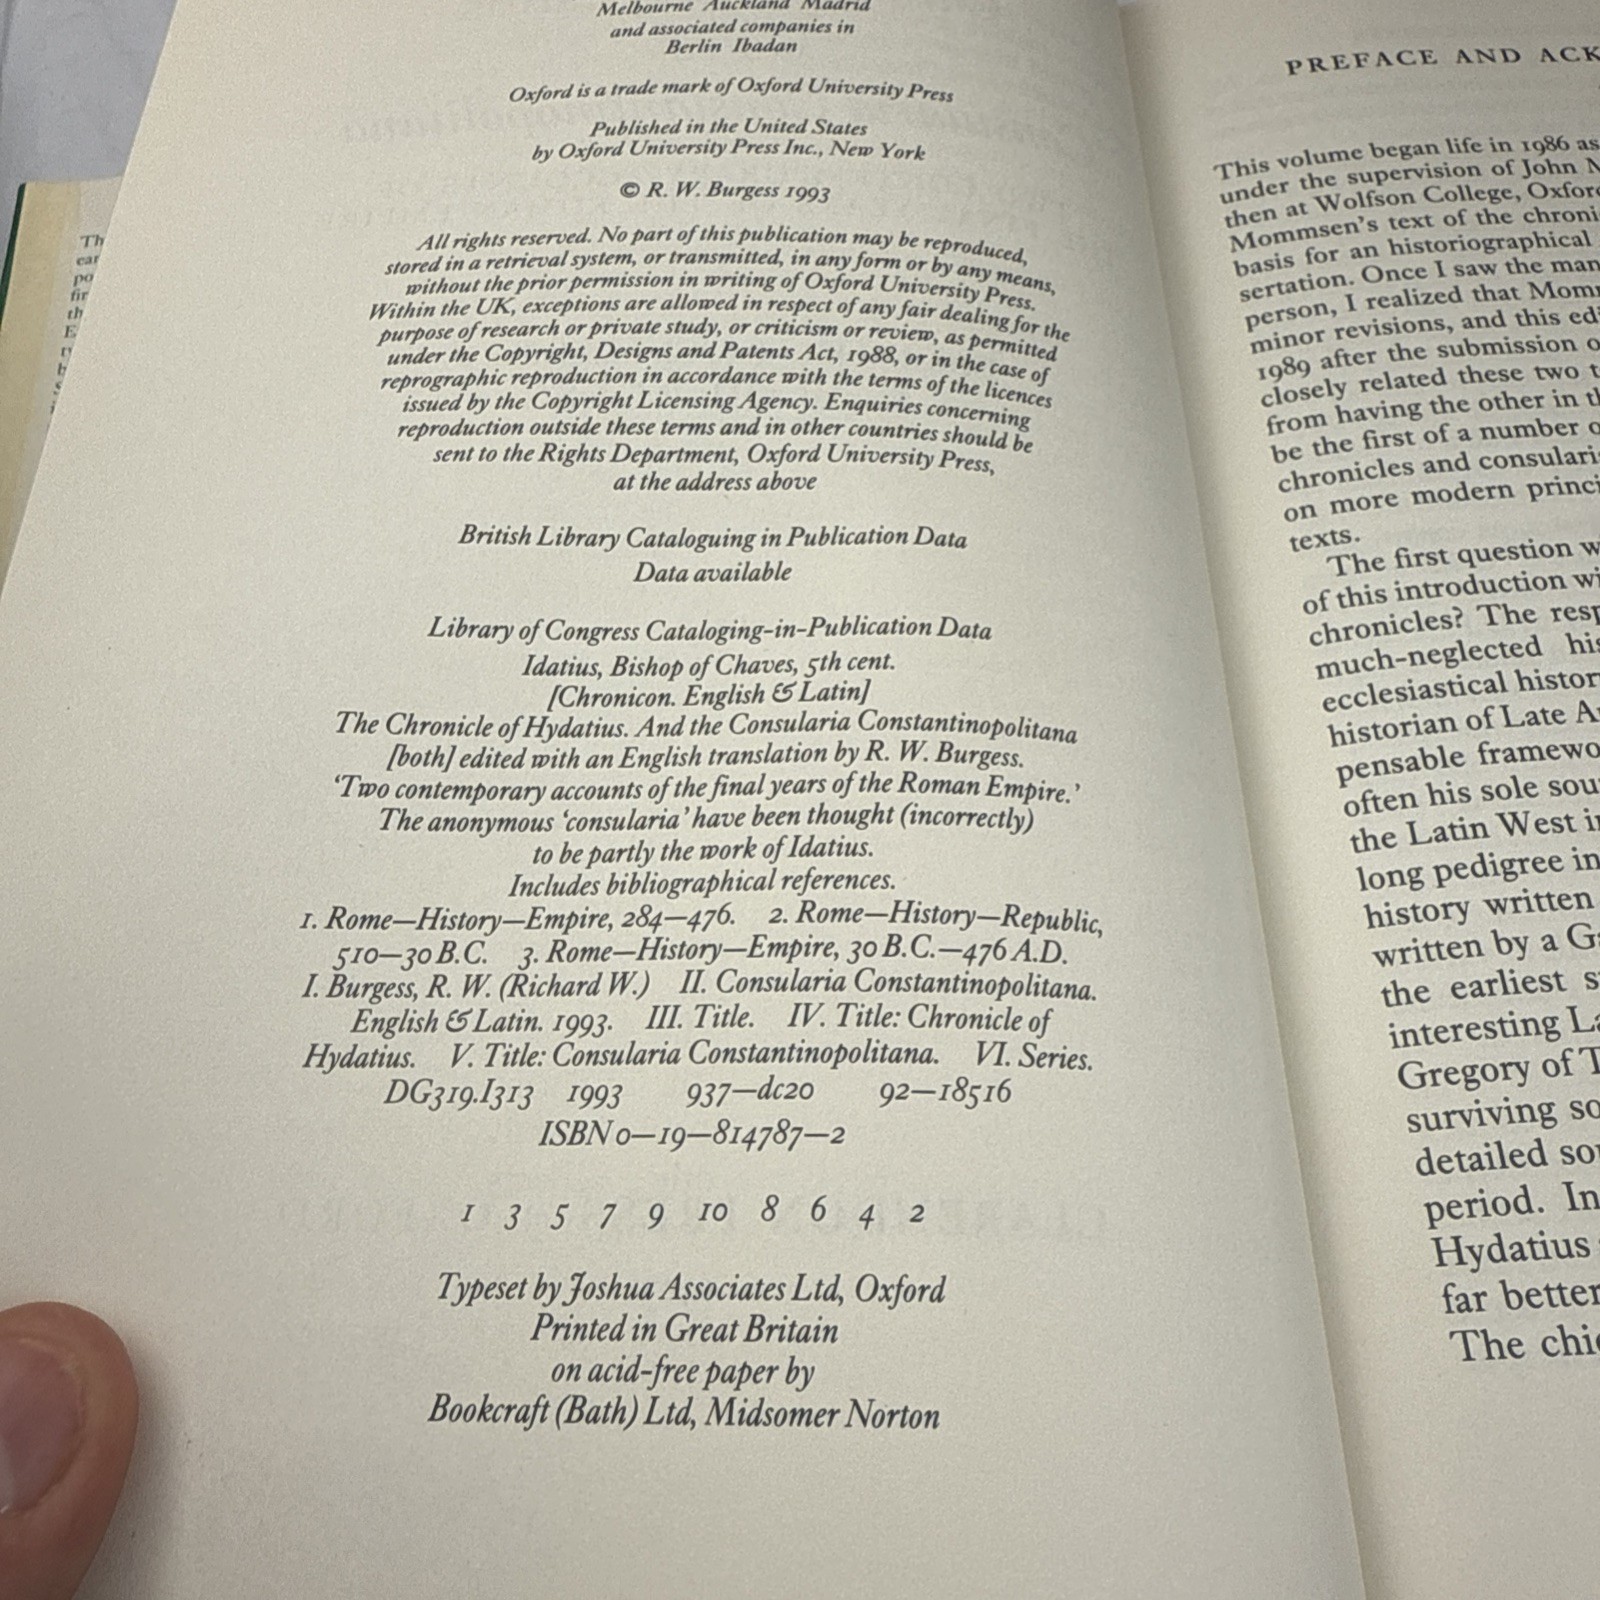 Melbourne Auckland Madrid
and associated companies in
Berlin Ibadan
Oxford is a trade mark of Oxford University Press
Published in the United States
by Oxford University Press Inc., New York
© R. W. Burgess 1993
All rights reserved. No part of this publication may be reproduced,
stored in a retrieval system, or transmitted, in any form or by any means,
without the prior permission in writing of Oxford University Press.
Within the UK, exceptions are allowed in respect of any fair dealing for the
purpose of research or private study, or criticism or review, as permitted
under the Copyright, Designs and Patents Act, 1988, or in the case of
reprographic reproduction in accordance with the terms of the licences
issued by the Copyright Licensing Agency. Enquiries concerning
reproduction outside these terms and in other countries should be
sent to the Rights Department, Oxford University Press,
at the address above
British Library Cataloguing in Publication Data
Data available
Library of Congress Cataloging-in-Publication Data
Idatius, Bishop of Chaves, 5th cent.
[Chronicon. English & Latin]
The Chronicle of Hydatius. And the Consularia Constantinopolitana
[both] edited with an English translation by R. W. Burgess.
‘Two contemporary accounts of the final years of the Roman Empire.’
The anonymous ‘consularia’ have been thought (incorrectly)
to be partly the work of Idatius.
Includes bibliographical references.
1. Rome—History—Empire, 284—476. 2. Rome—History—Republic,
510—30 B.C. 3. Rome—History—Empire, 30 B.C.—476 A.D.
I. Burgess, R. W. (Richard W.) II. Consularia Constantinopolitana.
English & Latin. 1993. III. Title. IV. Title: Chronicle of
Hydatius. V. Title: Consularia Constantinopolitana. VI. Series.
DG319.I313 1993 937—dc20 92—18516
ISBN 0—19—814787—2
1 3 5 7 9 10 8 6 4 2
Typeset by Joshua Associates Ltd, Oxford
Printed in Great Britain
on acid-free paper by
Bookcraft (Bath) Ltd, Midsomer Norton
PREFACE AND ACK
This volume began life in 1986 as
under the supervision of John M
then at Wolfson College, Oxford
Mommsen's text of the chroni
basis for an historiographical
sertation. Once I saw the man
person, I realized that Mom
minor revisions, and this edi
1989 after the submission o
closely related these two t
from having the other in th
be the first of a number o
chronicles and consularis
on more modern princi
texts.
The first question w
of this introduction wi
chronicles? The resp
much-neglected his
ecclesiastical histor
historian of Late A
pensable framewo
often his sole sou
the Latin West in
long pedigree in
history written
written by a Ga
the earliest s
interesting La
Gregory of T
surviving so
detailed sou
period. In
Hydatius
far better
The chie